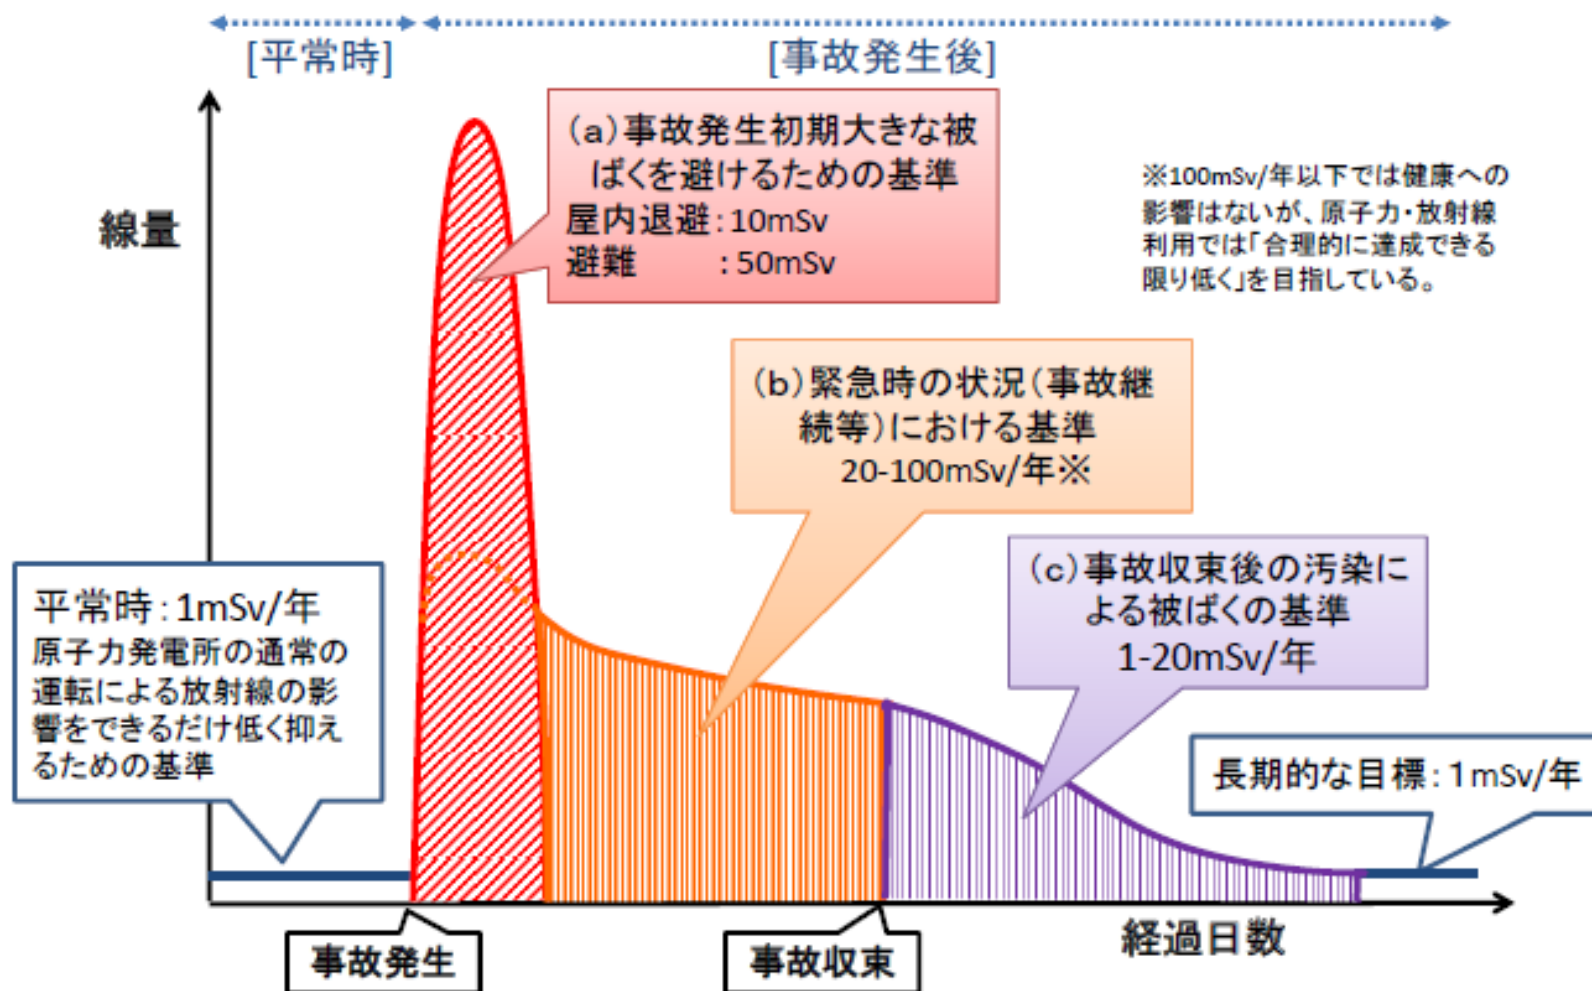 [平常時]
[事故発生後]
(a)事故発生初期大きな被
ばくを避けるための基準
屋内退避:10mSv
避難　　:50mSv
※100mSv/年以下では健康への
影響はないが、原子力・放射線
利用では「合理的に達成できる
限り低く」を目指している。
線量
(b)緊急時の状況(事故継
続等)における基準
20-100mSv/年※
(c)事故収束後の汚染に
よる被ばくの基準
1-20mSv/年
平常時:1mSv/年
原子力発電所の通常の
運転による放射線の影
響をできるだけ低く抑え
るための基準
長期的な目標:1mSv/年
事故発生
事故収束
経過日数